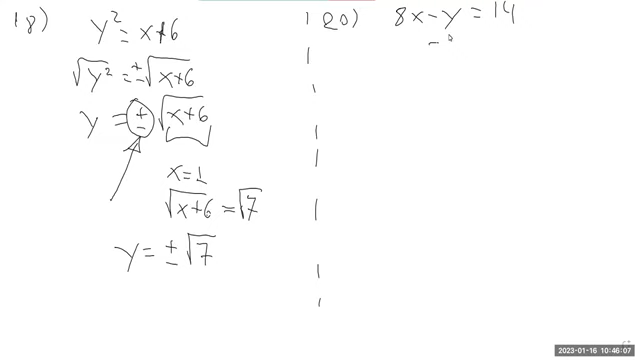 18)
y² = x+6
√y² = ±√x+6
y = ± √x+6
x=1
√x+6 = √7
y = ± √7
20) 8x-y = 14
2023-01-16 10:46:07